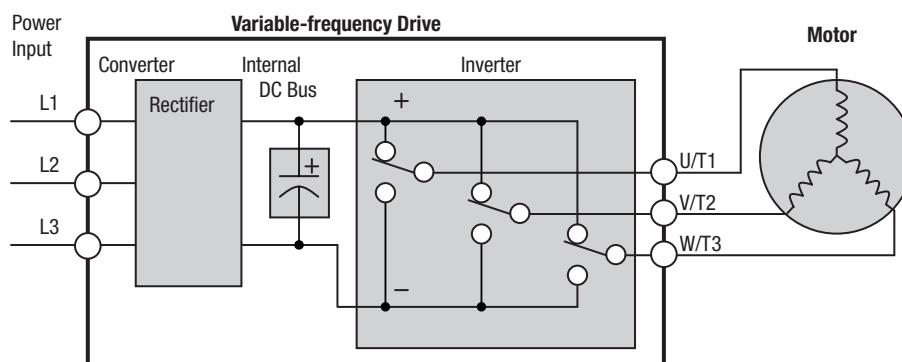 Power
Input
Variable-frequency Drive
Motor
Converter
Internal
DC Bus
Inverter
Rectifier
L1
L2
L3
+
+
−
U/T1
V/T2
W/T3